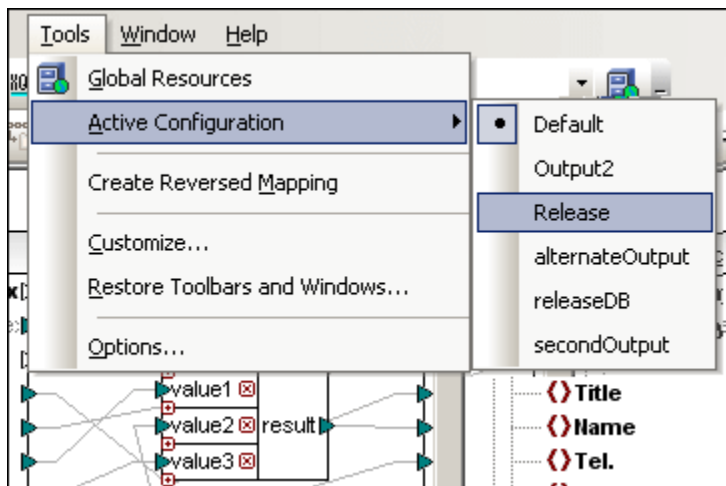 Tools Window Help
Global Resources
Active Configuration
Default
Output2
Create Reversed Mapping
Release
Customize...
alternateOutput
Restore Toolbars and Windows...
releaseDB
Options...
secondOutput
value1
Title
value2 result
Name
value3
Tel.